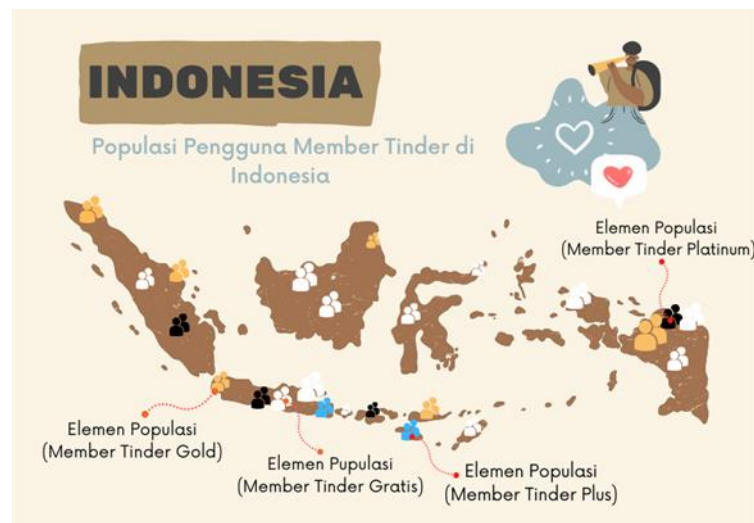 INDONESIA
Populasi Pengguna Member Tinder di
Indonesia
Elemen Populasi
(Member Tinder Platinum)
Elemen Populasi
(Member Tinder Gold)
Elemen Pupulasi
(Member Tinder Gratis)
Elemen Populasi
(Member Tinder Plus)